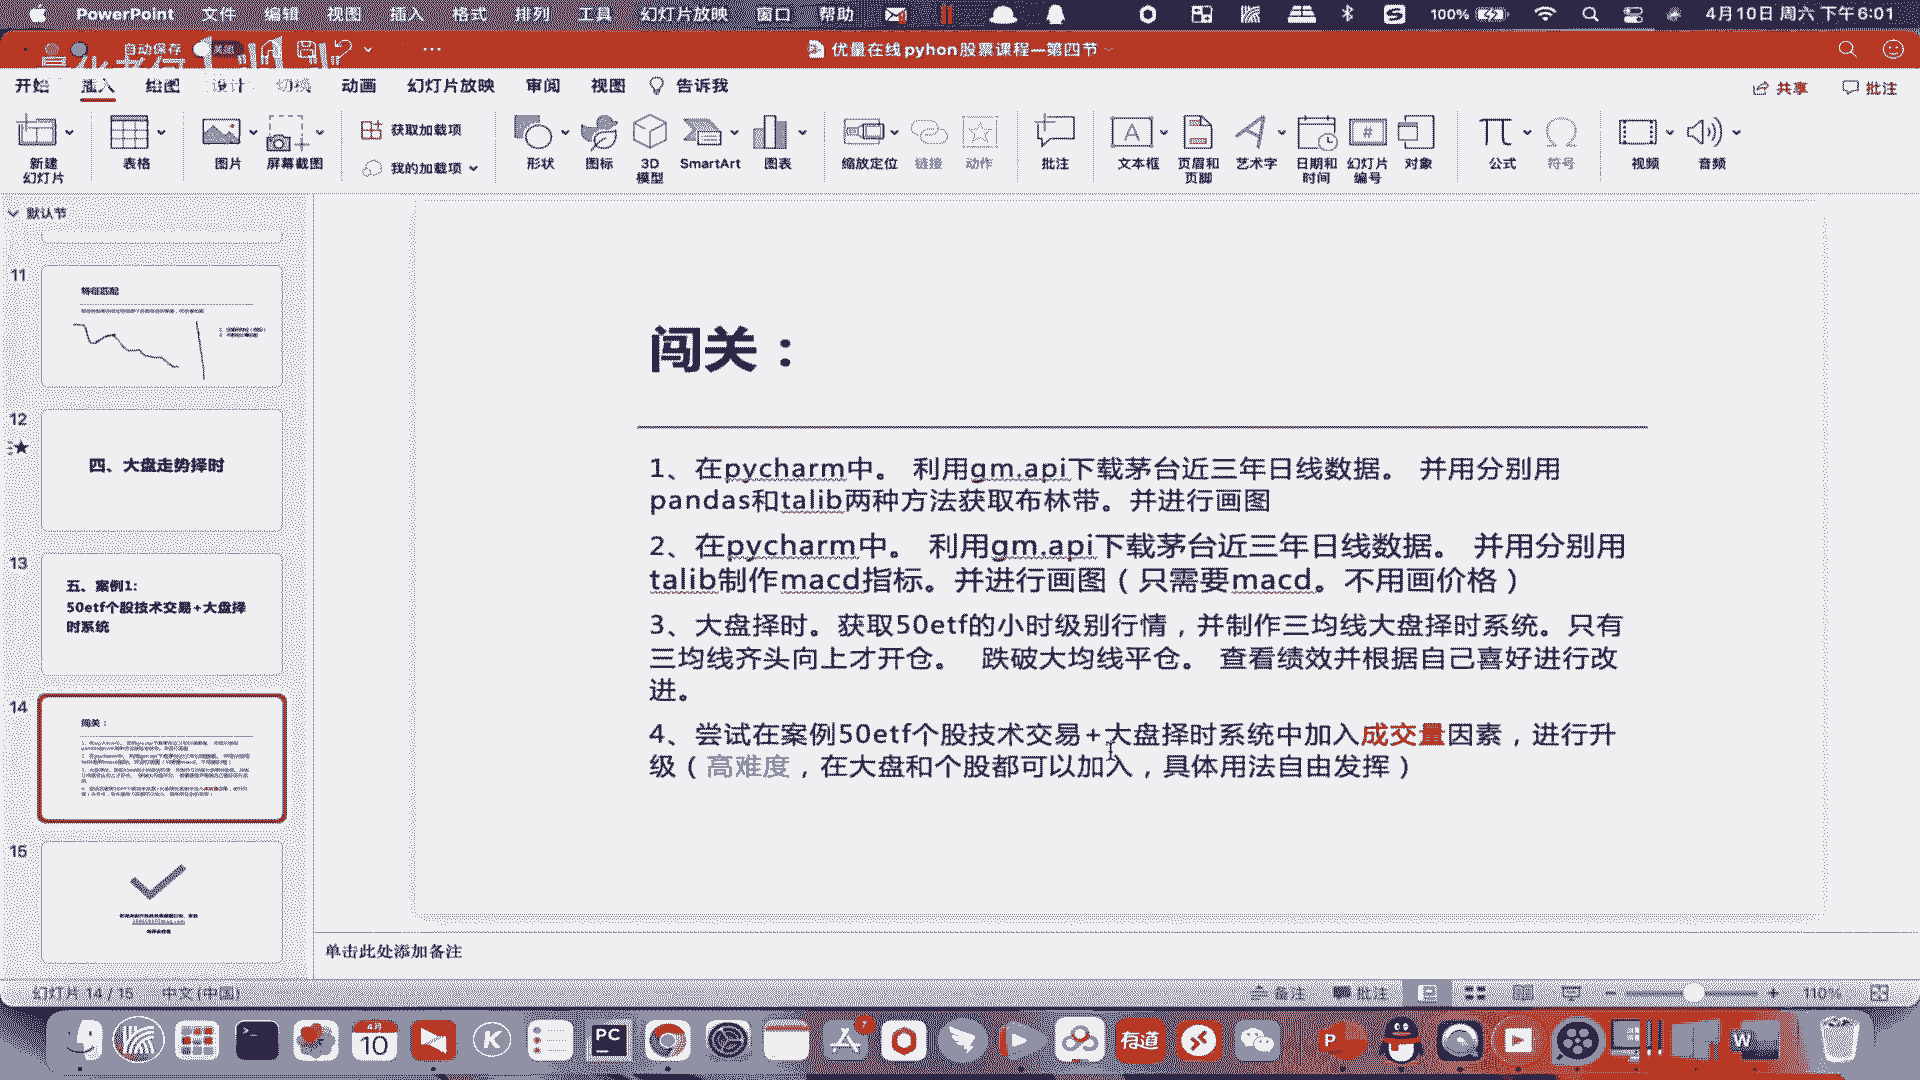 PowerPoint 文件 编辑 视图 插入 格式 排列 工具 幻灯片放映 窗口 帮助 100% 4月10日 周六 下午6:01
自动保存 关闭 优量在线pyhon股票课程—第四节
开始 插入 绘图 设计 切换 动画 幻灯片放映 审阅 视图 告诉我 共享 批注
新建
幻灯片
表格
图片
屏幕截图
获取加载项
我的加载项
形状
图标
3D
模型
SmartArt
图表
缩放定位
链接
动作
批注
文本框
页眉和
页脚
艺术字
日期和
时间
幻灯片
编号
对象
公式
符号
视频
音频
默认节
11
特征匹配
12
四、大盘走势择时
13
五、案例1:
50etf个股技术交易+大盘择
时系统
14
闯关：
15
闯关：
1、在pycharm中。 利用gm.api下载茅台近三年日线数据。 并用分别用
pandas和talib两种方法获取布林带。并进行画图
2、在pycharm中。 利用gm.api下载茅台近三年日线数据。 并用分别用
talib制作macd指标。并进行画图（只需要macd。不用画价格）
3、大盘择时。获取50etf的小时级别行情，并制作三均线大盘择时系统。只有
三均线齐头向上才开仓。 跌破大均线平仓。 查看绩效并根据自己喜好进行改
进。
4、尝试在案例50etf个股技术交易+大盘择时系统中加入成交量因素，进行升
级（高难度，在大盘和个股都可以加入，具体用法自由发挥）
单击此处添加备注
幻灯片 14 / 15 中文(中国) 备注 批注 110%
4月
10
PC
K
7
有道
P
W